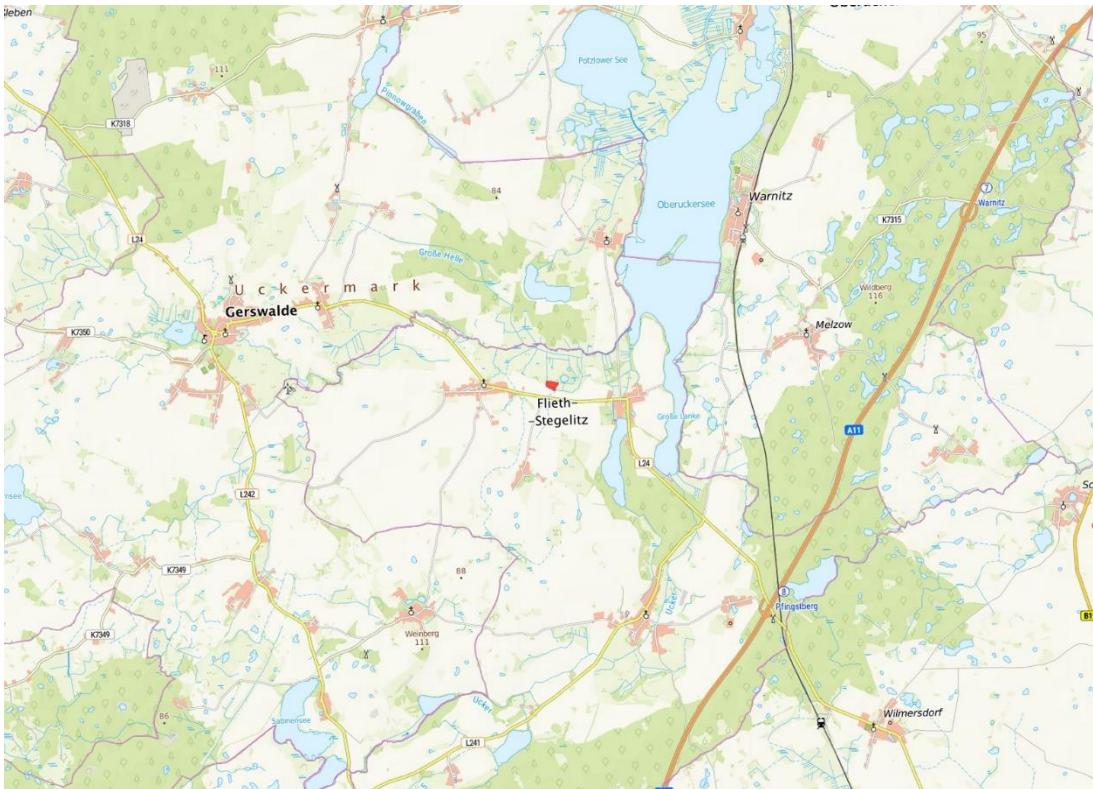 111
K7318
Pinnowgraben
Potzlower See
95
84
Oberuckersee
Warnitz
K7315
7
Warnitz
L24
Große Helle
Uckermark
Gerswalde
Wildberg
116
Melzow
K7350
Flieth-
-Stegelitz
Große Lanke
A11
L24
L242
K7349
88
Ucker
8
Pfingstberg
K7349
Weinberg
111
86
Sabinensee
Ucker
L241
Wilmersdorf